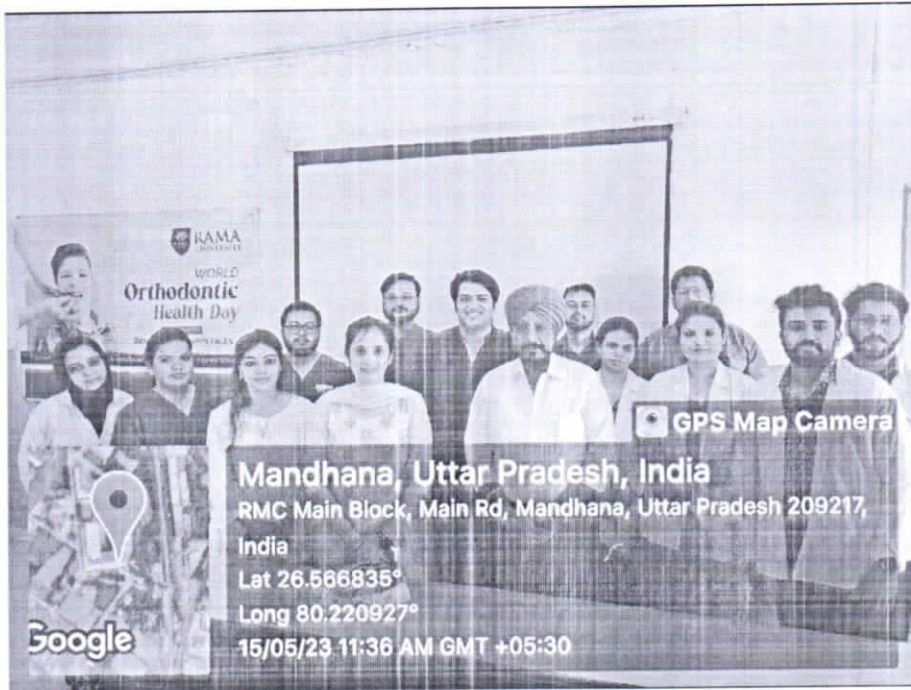 RAMA
UNIVERSITY
WORLD
Orthodontic
Health Day
GPS Map Camera
Mandhana, Uttar Pradesh, India
RMC Main Block, Main Rd, Mandhana, Uttar Pradesh 209217,
India
Lat 26.566835°
Long 80.220927°
15/05/23 11:36 AM GMT +05:30
Google